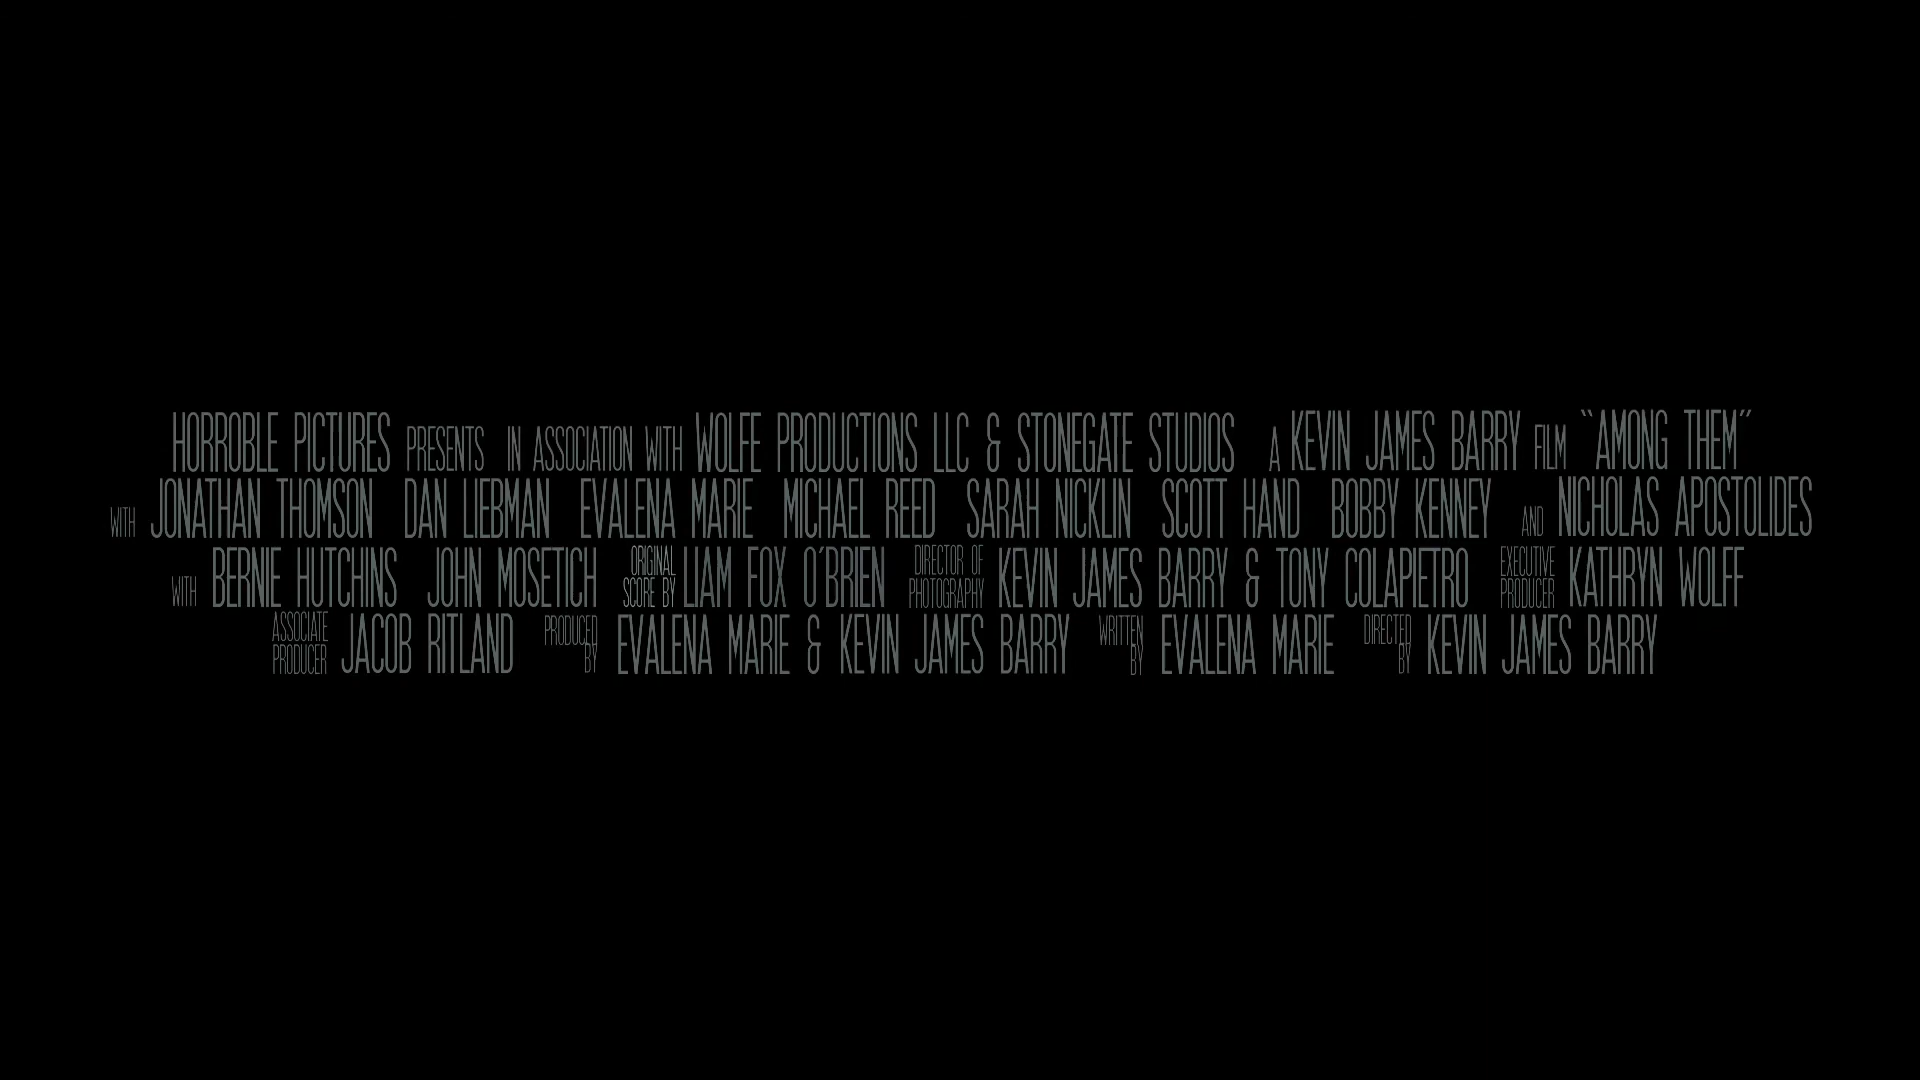 HORROBLE PICTURES PRESENTS IN ASSOCIATION WITH WOLFE PRODUCTIONS LLC & STONEGATE STUDIOS A KEVIN JAMES BARRY FILM "AMONG THEM"
WITH JONATHAN THOMSON DAN LIEBMAN EVALENA MARIE MICHAEL REED SARAH NICKLIN SCOTT HAND BOBBY KENNEY AND NICHOLAS APOSTOLIDES
WITH BERNIE HUTCHINS JOHN MOSETICH ORIGINAL SCORE BY LIAM FOX O'BRIEN DIRECTOR OF PHOTOGRAPHY KEVIN JAMES BARRY & TONY COLAPIETRO EXECUTIVE PRODUCER KATHRYN WOLFF
ASSOCIATE PRODUCER JACOB RITLAND PRODUCED BY EVALENA MARIE & KEVIN JAMES BARRY WRITTEN BY EVALENA MARIE DIRECTED BY KEVIN JAMES BARRY